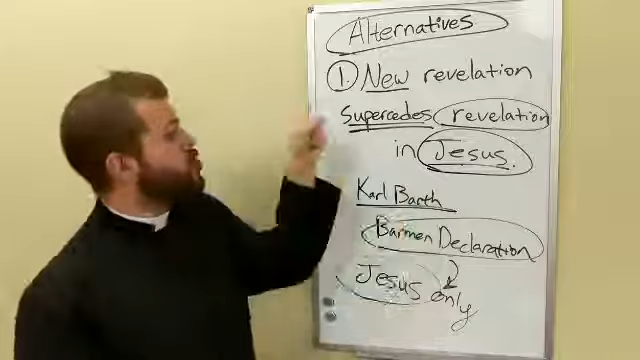 Alternatives
1. New revelation
Supercedes revelation
in Jesus.
Karl Barth
Barmen Declaration
Jesus only